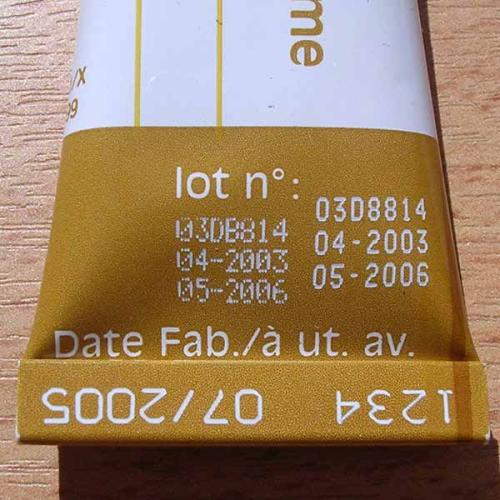 me
/X
99
lot n°:
03D8814
04-2003
05-2006
03D8814
04-2003
05-2006
Date Fab./à ut. av.
1234 07/2005